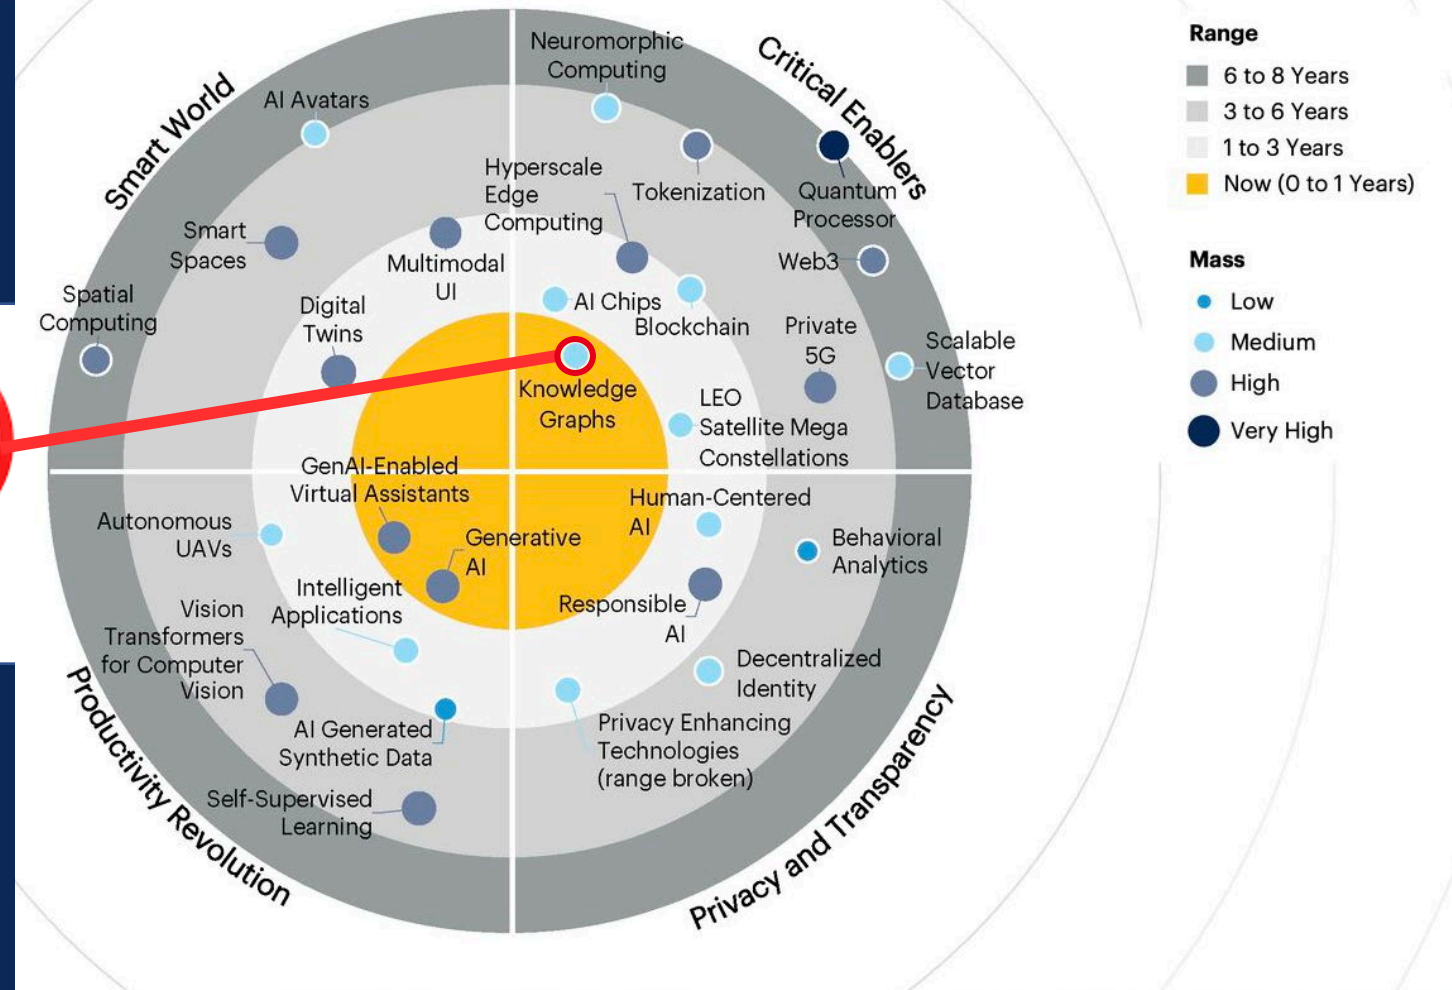 Smart World
Critical Enablers
Neuromorphic
Computing
AI Avatars
Tokenization
Quantum
Processor
Hyperscale
Edge
Computing
Smart
Spaces
Multimodal
UI
Web3
Spatial
Computing
Digital
Twins
AI Chips
Blockchain
Private
5G
Scalable
Vector
Database
Knowledge
Graphs
LEO
Satellite Mega
Constellations
GenAI-Enabled
Virtual Assistants
Human-Centered
AI
Autonomous
UAVs
Generative
AI
Behavioral
Analytics
Intelligent
Applications
Responsible
AI
Vision
Transformers
for Computer
Vision
Decentralized
Identity
AI Generated
Synthetic Data
Privacy Enhancing
Technologies
(range broken)
Self-Supervised
Learning
Productivity Revolution
Privacy and Transparency
Range
6 to 8 Years
3 to 6 Years
1 to 3 Years
Now (0 to 1 Years)
Mass
Low
Medium
High
Very High